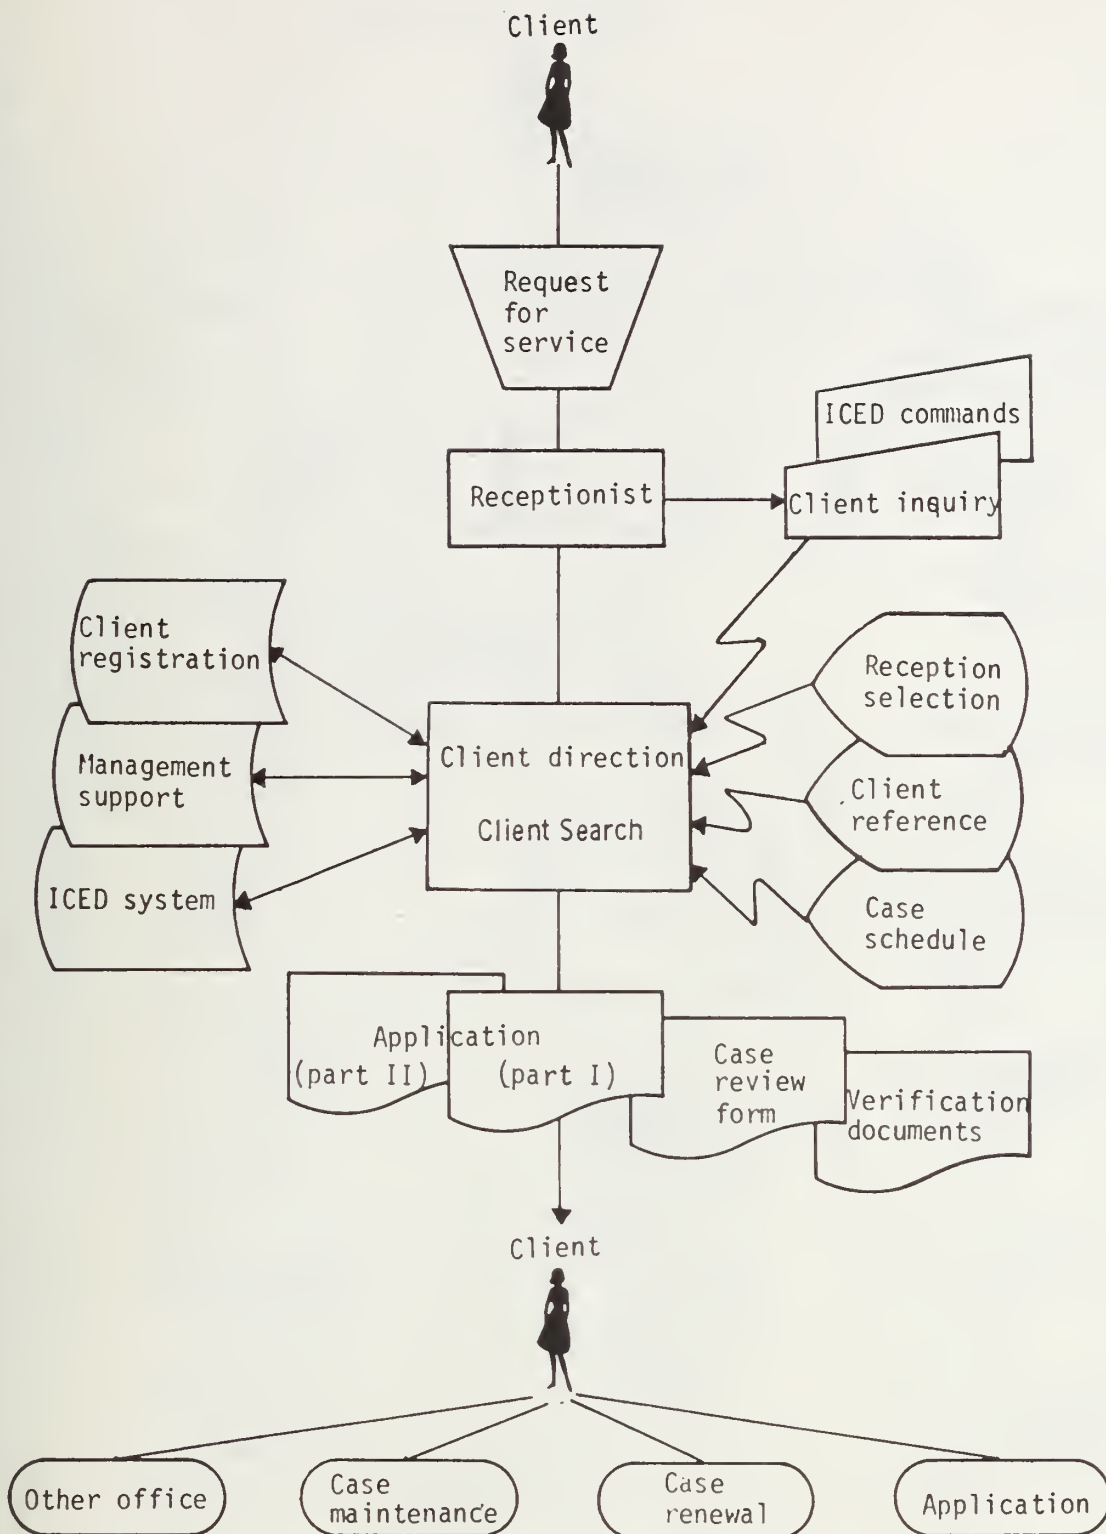 Client
Request
for
service
ICED commands
Receptionist
Client inquiry
Client
registration
Reception
selection
Management
support
Client direction
Client
reference
Client Search
ICED system
Case
schedule
Application
(part II)
(part I)
Case
review
form
Verification
documents
Client
Other office
Case
maintenance
Case
renewal
Application